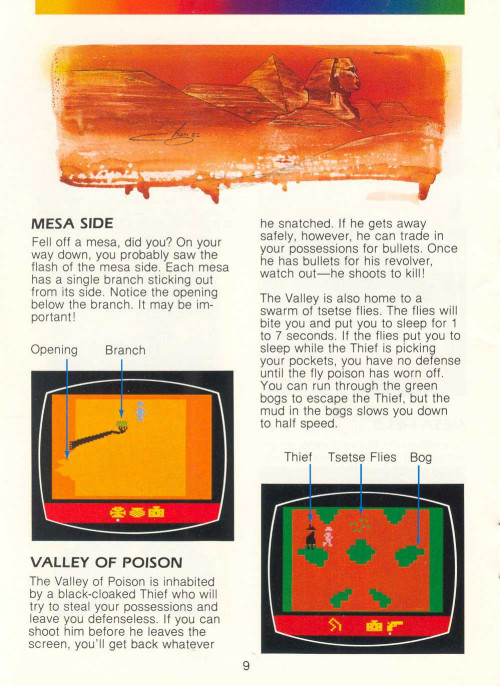 MESA SIDE
Fell off a mesa, did you? On your
way down, you probably saw the
flash of the mesa side. Each mesa
has a single branch sticking out
from its side. Notice the opening
below the branch. It may be im-
portant!
Opening Branch
VALLEY OF POISON
The Valley of Poison is inhabited
by a black-cloaked Thief who will
try to steal your possessions and
leave you defenseless. If you can
shoot him before he leaves the
screen, you'll get back whatever
he snatched. If he gets away
safely, however, he can trade in
your possessions for bullets. Once
he has bullets for his revolver,
watch out—he shoots to kill!
The Valley is also home to a
swarm of tsetse flies. The flies will
bite you and put you to sleep for 1
to 7 seconds. If the flies put you to
sleep while the Thief is picking
your pockets, you have no defense
until the fly poison has worn off.
You can run through the green
bogs to escape the Thief, but the
mud in the bogs slows you down
to half speed.
Thief Tsetse Flies Bog
9